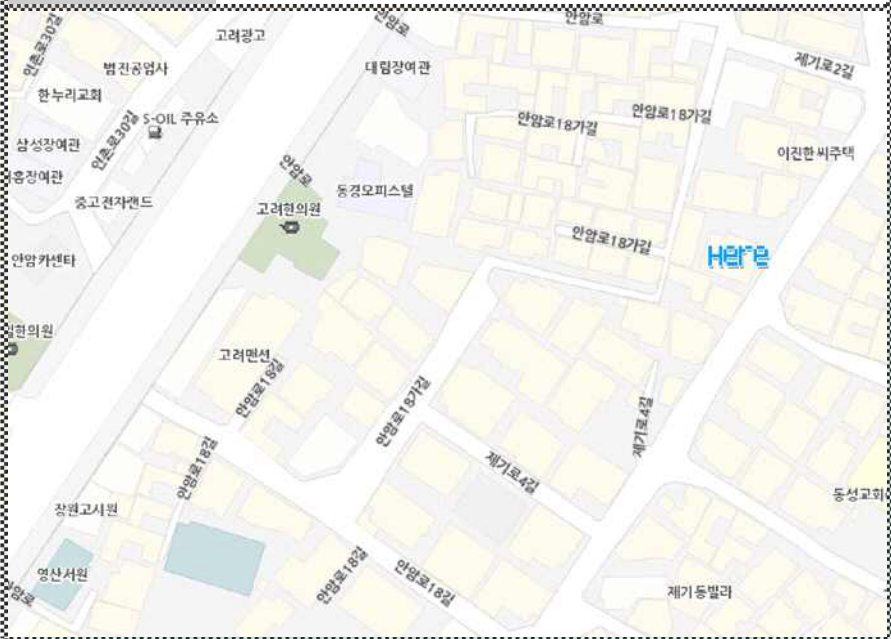 안암로
안암로
인촌로30길
고려광고
제기로2길
범진공업사
대림장여관
한누리교회
S-OIL 주유소
안암로18가길
안암로18가길
인촌로30길
삼성장여관
이진한씨주택
안암로
흥장여관
동경오피스텔
중고전자랜드
고려한의원
안암로18가길
Here
안암카센타
한의원
고려맨션
안암로18길
안암로18가길
제기로4길
안암로18길
제기로4길
동성교회
장원고시원
영산서원
안암로18길
안암로18길
제기동빌라
암로